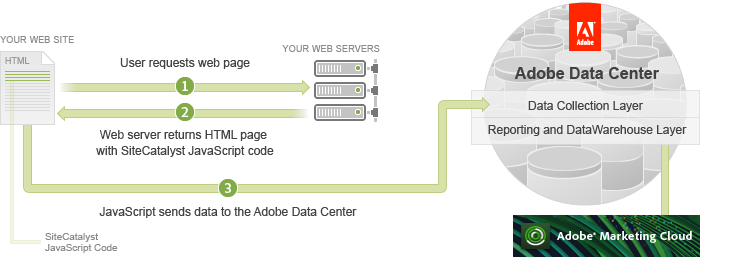 YOUR WEB SITE
HTML
User requests web page
1
2
YOUR WEB SERVERS
Web server returns HTML page
with SiteCatalyst JavaScript code
3
JavaScript sends data to the Adobe Data Center
SiteCatalyst
JavaScript Code
Adobe
Adobe Data Center
Data Collection Layer
Reporting and DataWarehouse Layer
Adobe® Marketing Cloud